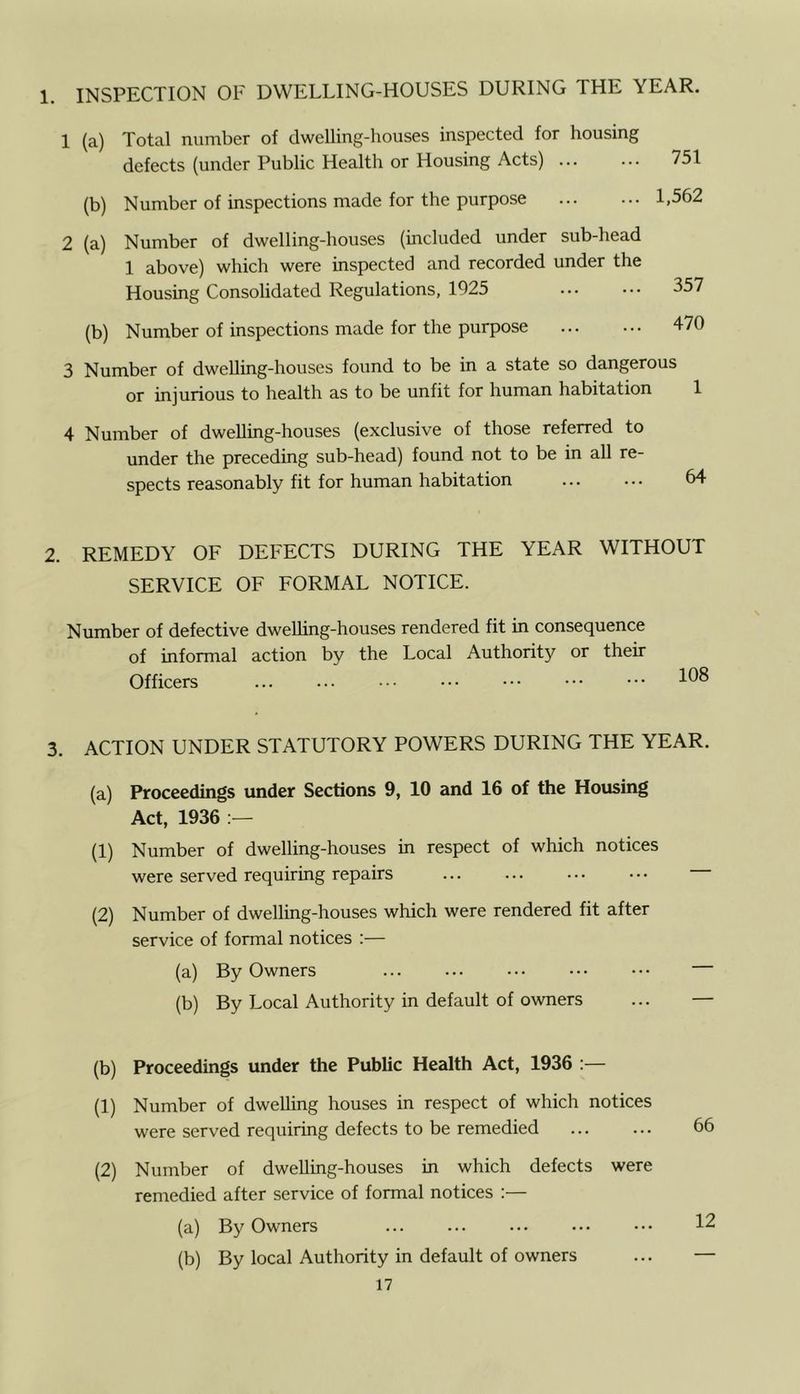 1. INSPECTION OF DWELLING-HOUSES DURING THE YEAR.
1 (a) Total number of dwelling-houses inspected for housing
defects (under Public Health or Housing Acts) ... ... 751
(b) Number of inspections made for the purpose ... ... 1,562
2 (a) Number of dwelling-houses (included under sub-head
1 above) which were inspected and recorded under the
Housing Consolidated Regulations, 1925 ... ... 357
(b) Number of inspections made for the purpose ... ... 470
3 Number of dwelling-houses found to be in a state so dangerous
or injurious to health as to be unfit for human habitation 1
4 Number of dwelling-houses (exclusive of those referred to
under the preceding sub-head) found not to be in all re-
spects reasonably fit for human habitation ... ... 64
2. REMEDY OF DEFECTS DURING THE YEAR WITHOUT
SERVICE OF FORMAL NOTICE.
Number of defective dwelling-houses rendered fit in consequence
of informal action by the Local Authority or their
Officers ... ... ... ... ... ... ... 108
3. ACTION UNDER STATUTORY POWERS DURING THE YEAR.
(a) Proceedings under Sections 9, 10 and 16 of the Housing
Act, 1936 :—
(1) Number of dwelling-houses in respect of which notices
were served requiring repairs ... ... ... ... —
(2) Number of dwelling-houses which were rendered fit after
service of formal notices :—
(a) By Owners ... ... ... ... ... —
(b) By Local Authority in default of owners ... —
(b) Proceedings under the Public Health Act, 1936 :—
(1) Number of dwelling houses in respect of which notices
were served requiring defects to be remedied ... ... 66
(2) Number of dwelling-houses in which defects were
remedied after service of formal notices :—
(a) By Owners ... ... ... ... ... 12
(b) By local Authority in default of owners ... —
17